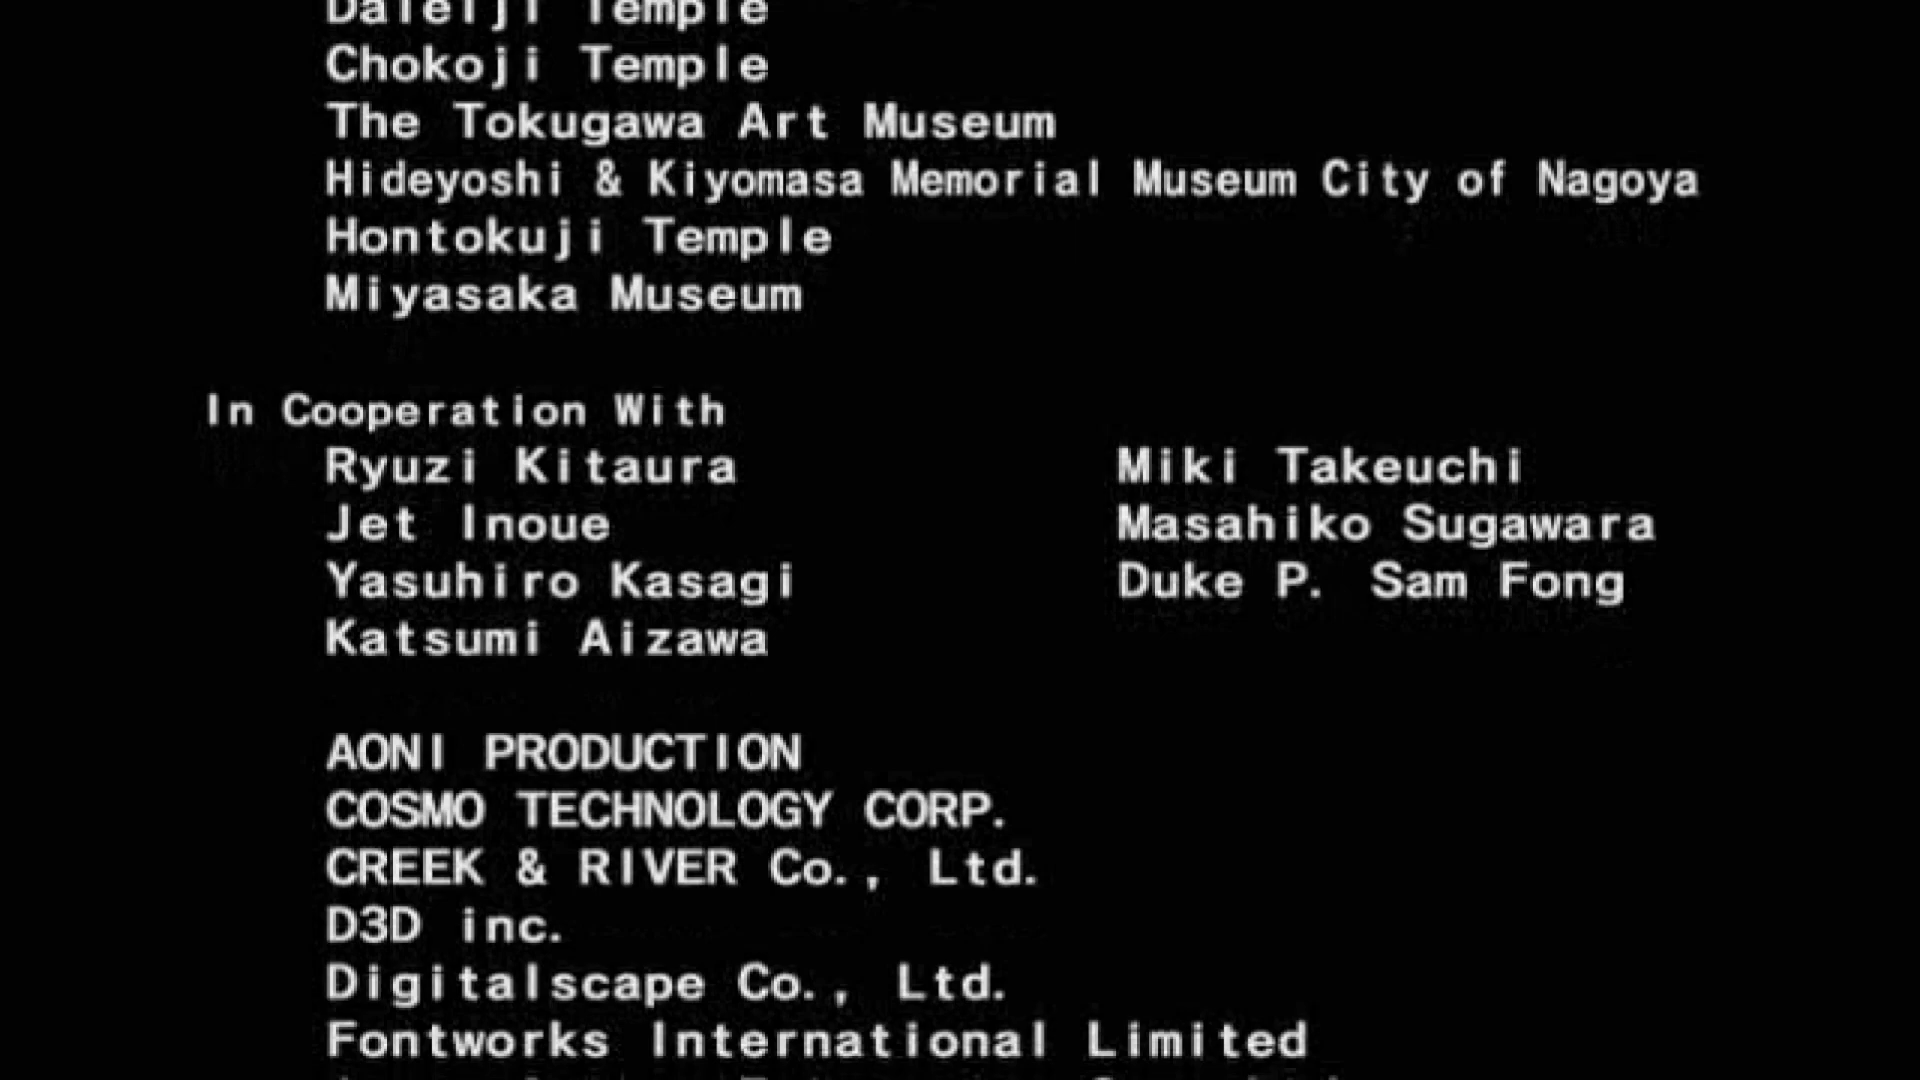 Temple
Chokoji Temple
The Tokugawa Art Museum
Hideyoshi & Kiyomasa Memorial Museum City of Nagoya
Hontokuji Temple
Miyasaka Museum
In Cooperation With
Ryuzi Kitaura Miki Takeuchi
Jet Inoue Masahiko Sugawara
Yasuhiro Kasagi Duke P. Sam Fong
Katsumi Aizawa
AONI PRODUCTION
COSMO TECHNOLOGY CORP.
CREEK & RIVER Co., Ltd.
D3D inc.
Digitalscape Co., Ltd.
Fontworks International Limited